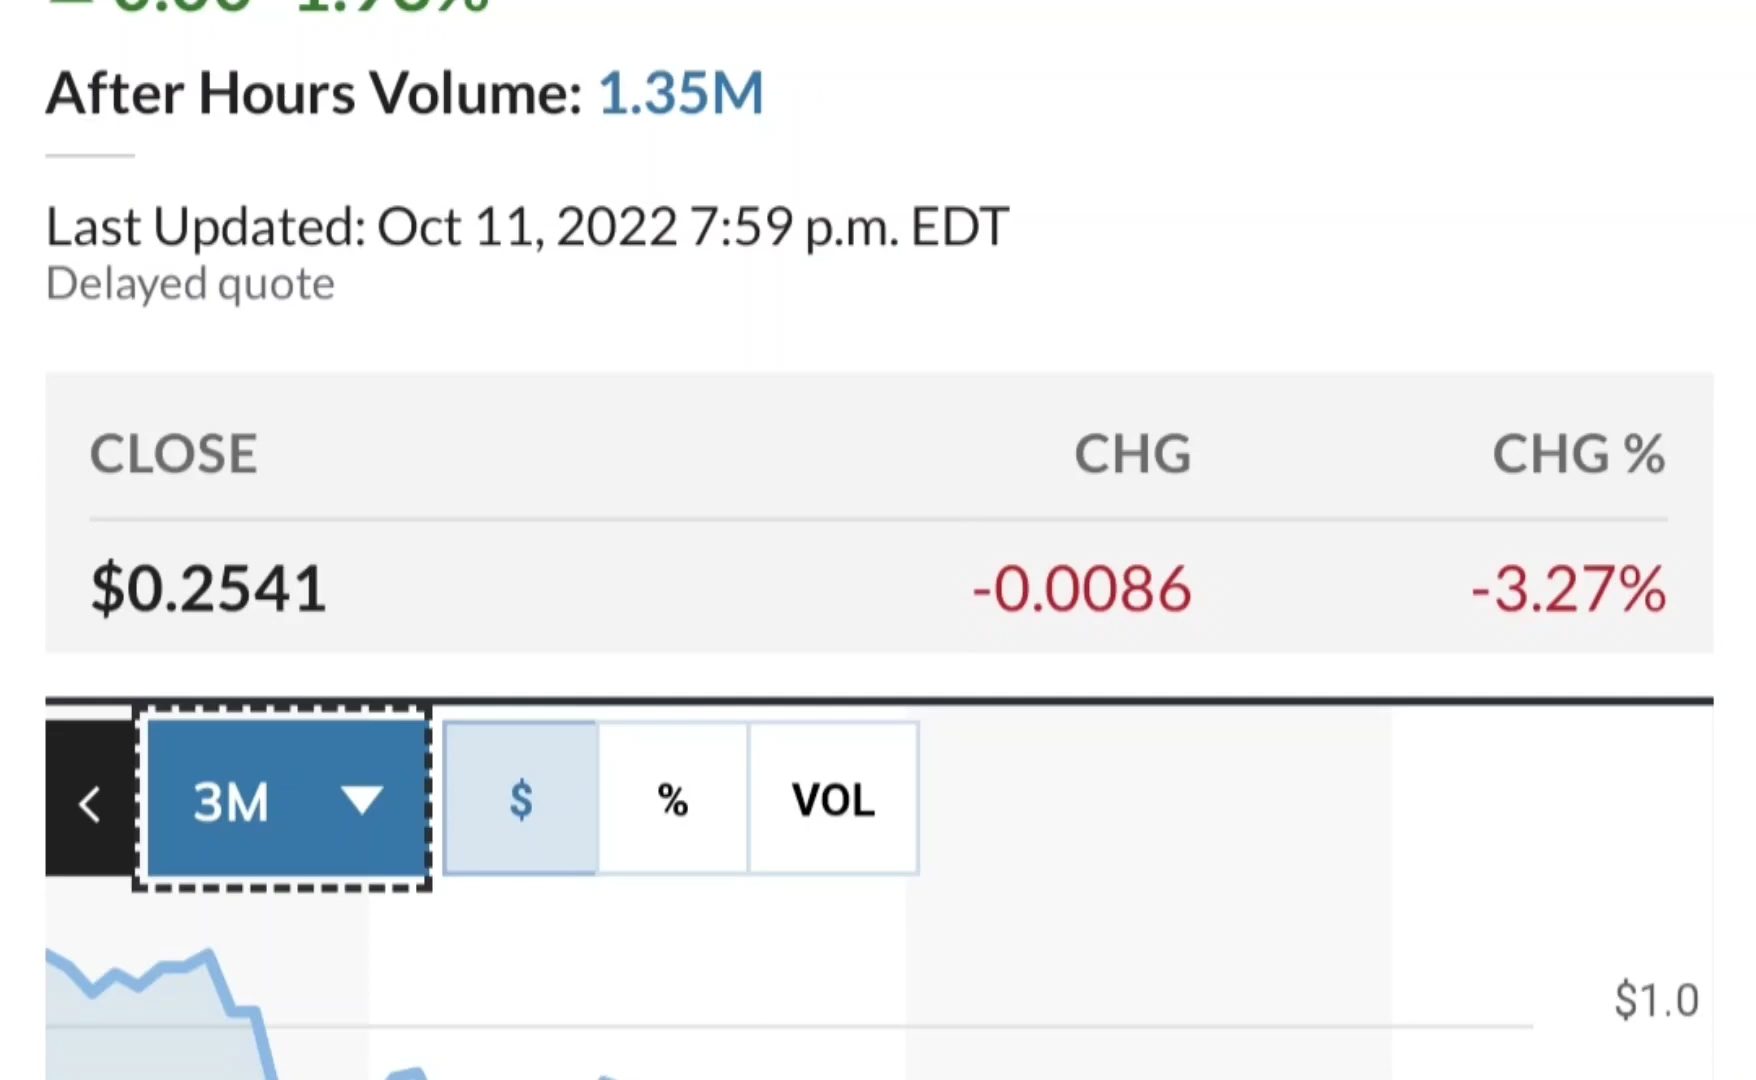 After Hours Volume: 1.35M
Last Updated: Oct 11, 2022 7:59 p.m. EDT
Delayed quote
CLOSE CHG CHG %
$0.2541 -0.0086 -3.27%
3M $ % VOL
$1.0